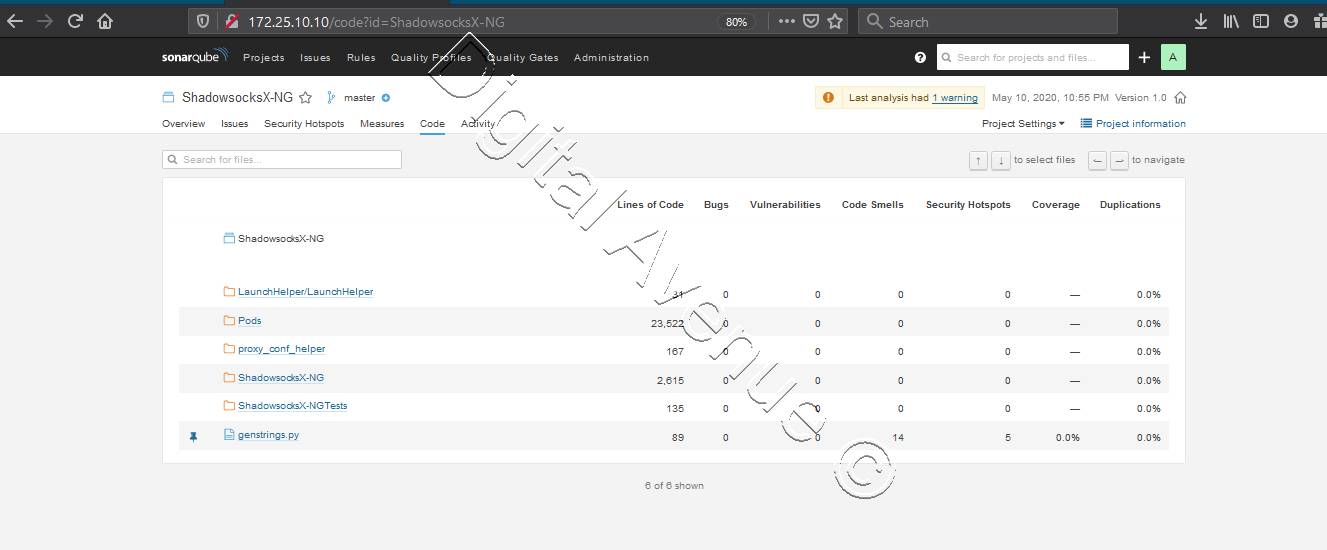 172.25.10.10/code?id=ShadowsocksX-NG
80%
Search
sonarqube Projects Issues Rules Quality Profiles Quality Gates Administration
Search for projects and files...
A
ShadowsocksX-NG master
Last analysis had 1 warning May 10, 2020, 10:55 PM Version 1.0
Overview Issues Security Hotspots Measures Code Activity
Project Settings Project information
Search for files...
↑ ↓ to select files ← → to navigate
Lines of Code Bugs Vulnerabilities Code Smells Security Hotspots Coverage Duplications
ShadowsocksX-NG
LaunchHelper/LaunchHelper 31 0 0 0 0 — 0.0%
Pods 23,522 0 0 0 0 — 0.0%
proxy_conf_helper 167 0 0 0 0 — 0.0%
ShadowsocksX-NG 2,615 0 0 0 0 — 0.0%
ShadowsocksX-NGTests 135 0 0 0 0 — 0.0%
genstrings.py 89 0 0 14 5 0.0% 0.0%
6 of 6 shown
Digital Avenue ©